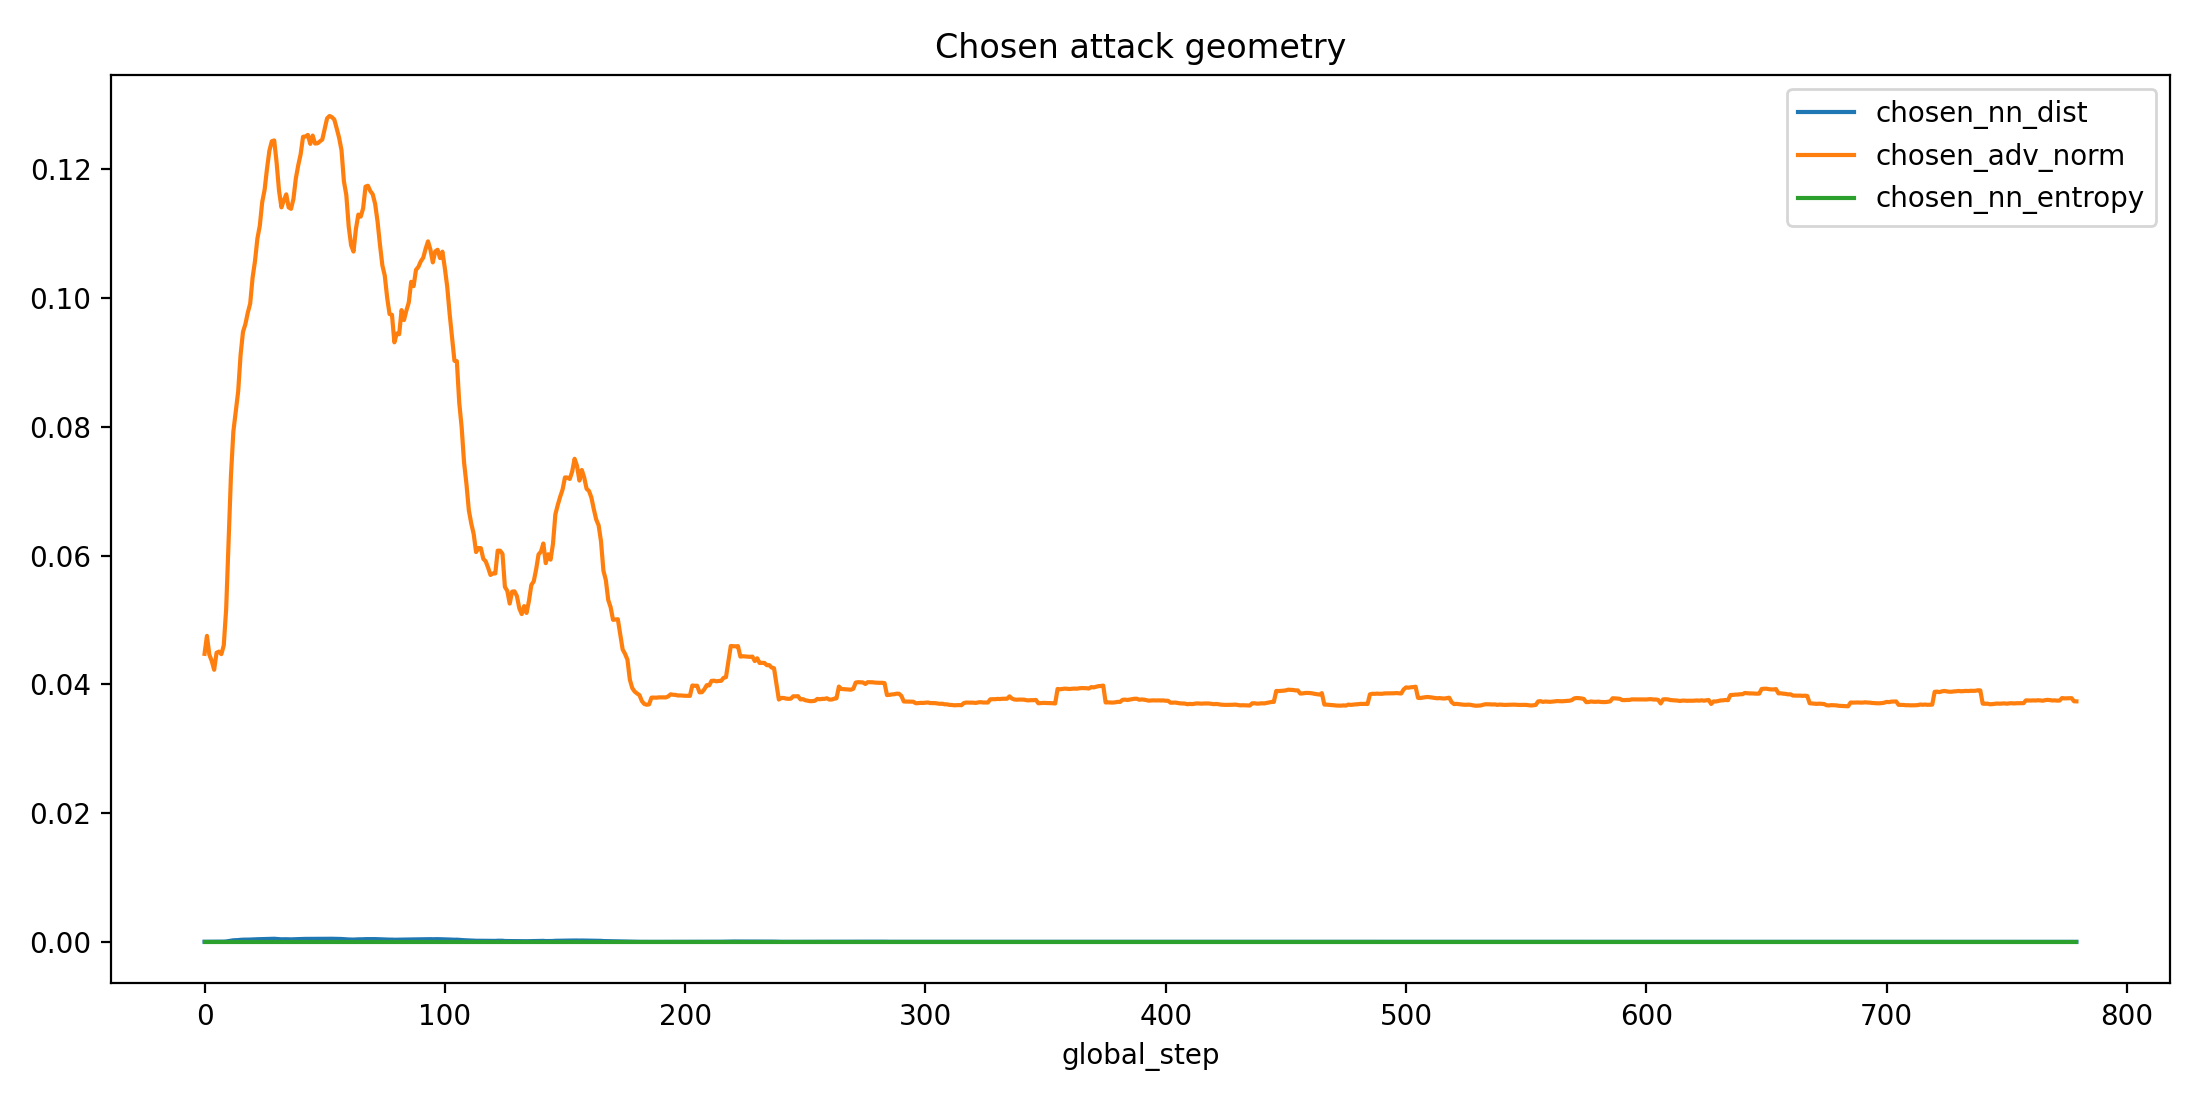 Chosen attack geometry
chosen_nn_dist
chosen_adv_norm
chosen_nn_entropy
0.12
0.10
0.08
0.06
0.04
0.02
0.00
0 100 200 300 400 500 600 700 800
global_step